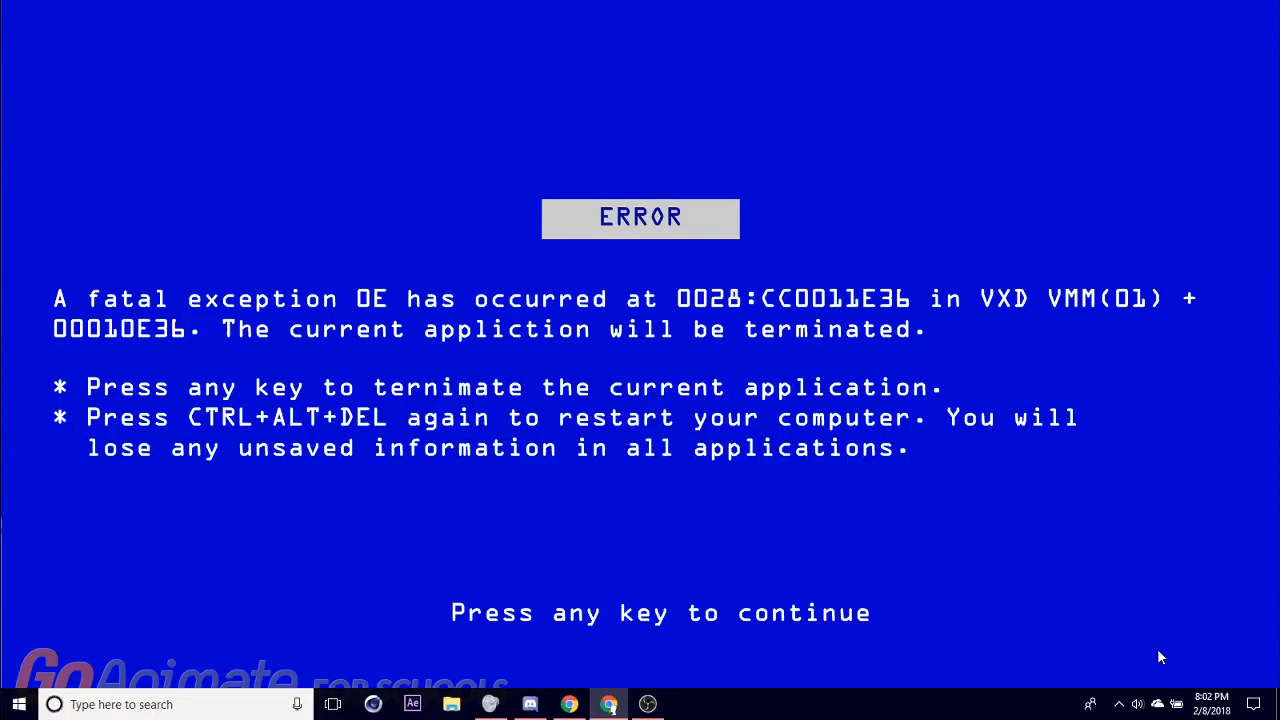 ERROR
A fatal exception 0E has occurred at 0028:CC0011E36 in VXD VMM(01) +
00010E36. The current appliction will be terminated.
* Press any key to ternimate the current application.
* Press CTRL+ALT+DEL again to restart your computer. You will
lose any unsaved information in all applications.
Press any key to continue
GoAnimate FOR SCHOOLS
Type here to search
Ae
8:02 PM
2/8/2018